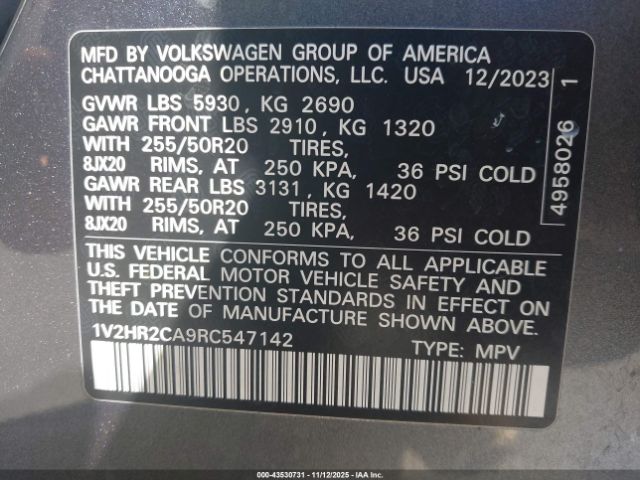 MFD BY VOLKSWAGEN GROUP OF AMERICA
CHATTANOOGA OPERATIONS, LLC. USA 12/2023
GVWR LBS 5930, KG 2690
GAWR FRONT LBS 2910, KG 1320
WITH 255/50R20 TIRES,
8JX20 RIMS, AT 250 KPA, 36 PSI COLD
GAWR REAR LBS 3131, KG 1420
WITH 255/50R20 TIRES,
8JX20 RIMS, AT 250 KPA, 36 PSI COLD
THIS VEHICLE CONFORMS TO ALL APPLICABLE
U.S. FEDERAL MOTOR VEHICLE SAFETY AND
THEFT PREVENTION STANDARDS IN EFFECT ON
THE DATE OF MANUFACTURE SHOWN ABOVE.
1V2HR2CA9RC547142 TYPE: MPV
4958026 1
000-43530731 - 11/12/2025 - IAAI.COM